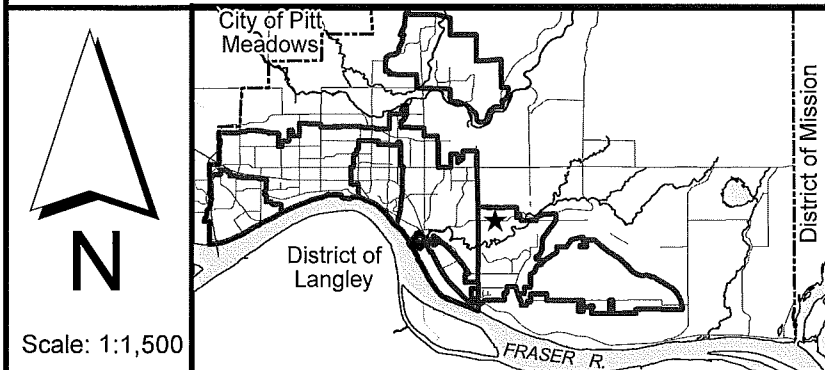 N
Scale: 1:1,500
City of Pitt
Meadows
District of
Langley
FRASER R.
District of Mission